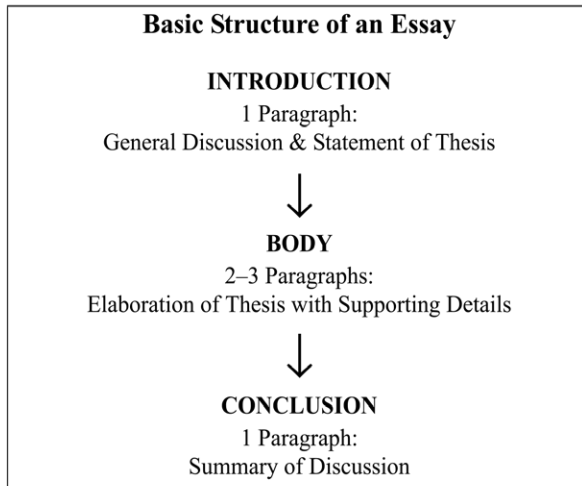 Basic Structure of an Essay
INTRODUCTION
1 Paragraph:
General Discussion & Statement of Thesis
BODY
2–3 Paragraphs:
Elaboration of Thesis with Supporting Details
CONCLUSION
1 Paragraph:
Summary of Discussion